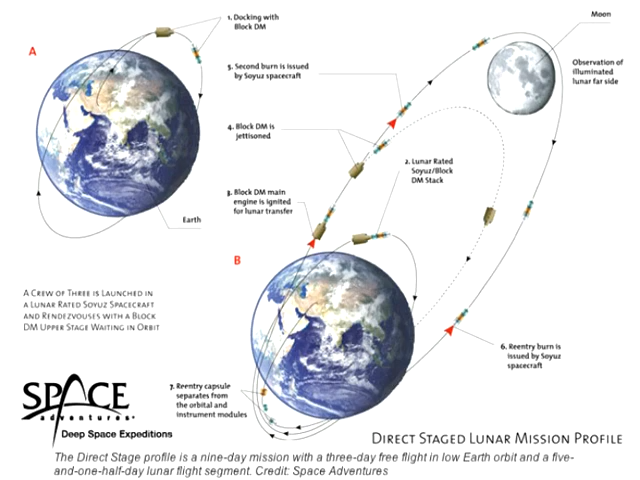 1. Docking with
Block DM
Moon
A
5. Second burn is issued
by Soyuz spacecraft
Observation of
illuminated
lunar far side
4. Block DM is
jettisoned
2. Lunar Rated
Soyuz/Block
DM Stack
3. Block DM main
engine is ignited
for lunar transfer
Earth
B
A Crew of Three is Launched in
a Lunar Rated Soyuz Spacecraft
and Rendezvouses with a Block
DM Upper Stage Waiting in Orbit
6. Reentry burn is
issued by Soyuz
spacecraft
7. Reentry capsule
separates from
the orbital and
instrument modules
SPACE
adventures
Deep Space Expeditions
Direct Staged Lunar Mission Profile
The Direct Stage profile is a nine-day mission with a three-day free flight in low Earth orbit and a five-
and-one-half-day lunar flight segment. Credit: Space Adventures